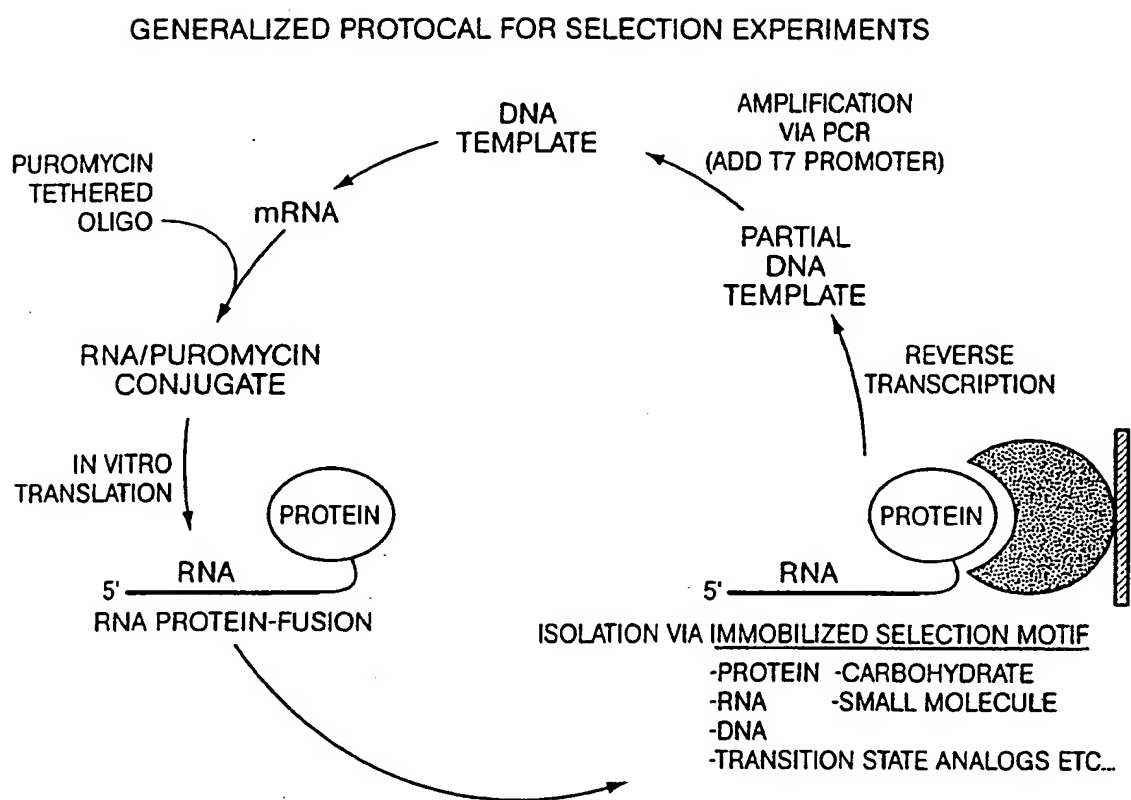 GENERALIZED PROTOCAL FOR SELECTION EXPERIMENTS
DNA
TEMPLATE
AMPLIFICATION
VIA PCR
(ADD T7 PROMOTER)
PUROMYCIN
TETHERED
OLIGO
mRNA
PARTIAL
DNA
TEMPLATE
RNA/PUROMYCIN
CONJUGATE
REVERSE
TRANSCRIPTION
IN VITRO
TRANSLATION
PROTEIN
RNA
5'
RNA PROTEIN-FUSION
PROTEIN
RNA
5'
ISOLATION VIA IMMOBILIZED SELECTION MOTIF
-PROTEIN -CARBOHYDRATE
-RNA -SMALL MOLECULE
-DNA
-TRANSITION STATE ANALOGS ETC...